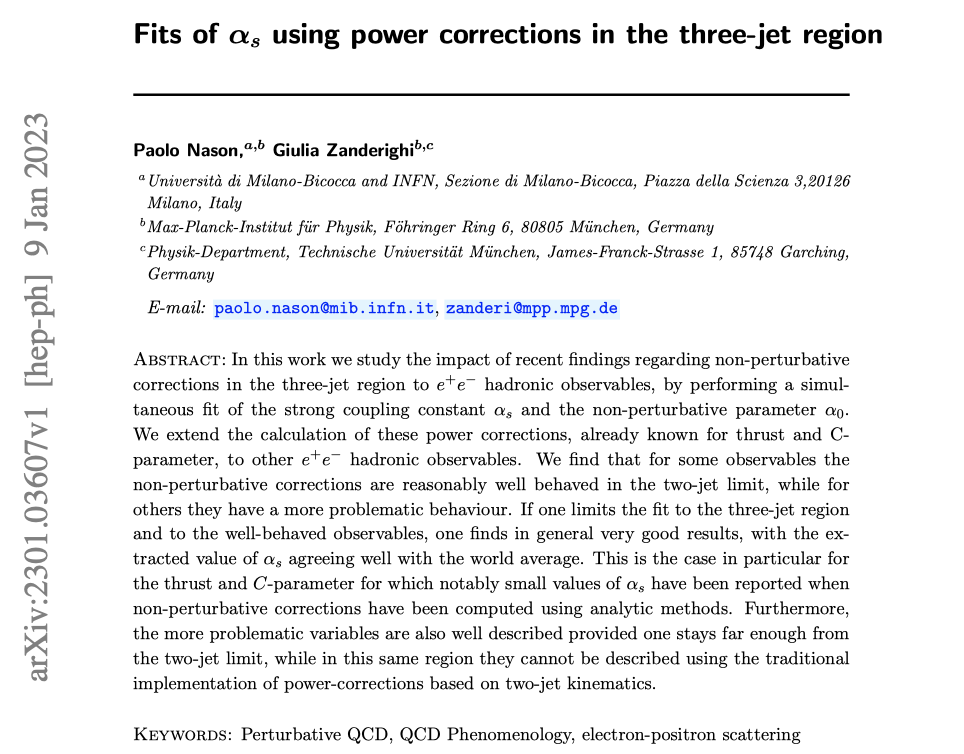 Fits of αs using power corrections in the three-jet region
arXiv:2301.03607v1 [hep-ph] 9 Jan 2023
Paolo Nason,a,b Giulia Zanderighib,c
aUniversità di Milano-Bicocca and INFN, Sezione di Milano-Bicocca, Piazza della Scienza 3,20126
Milano, Italy
bMax-Planck-Institut für Physik, Föhringer Ring 6, 80805 München, Germany
cPhysik-Department, Technische Universität München, James-Franck-Strasse 1, 85748 Garching,
Germany
E-mail: paolo.nason@mib.infn.it, zanderi@mpp.mpg.de
Abstract: In this work we study the impact of recent findings regarding non-perturbative
corrections in the three-jet region to e+e− hadronic observables, by performing a simul-
taneous fit of the strong coupling constant αs and the non-perturbative parameter α0.
We extend the calculation of these power corrections, already known for thrust and C-
parameter, to other e+e− hadronic observables. We find that for some observables the
non-perturbative corrections are reasonably well behaved in the two-jet limit, while for
others they have a more problematic behaviour. If one limits the fit to the three-jet region
and to the well-behaved observables, one finds in general very good results, with the ex-
tracted value of αs agreeing well with the world average. This is the case in particular for
the thrust and C-parameter for which notably small values of αs have been reported when
non-perturbative corrections have been computed using analytic methods. Furthermore,
the more problematic variables are also well described provided one stays far enough from
the two-jet limit, while in this same region they cannot be described using the traditional
implementation of power-corrections based on two-jet kinematics.
Keywords: Perturbative QCD, QCD Phenomenology, electron-positron scattering